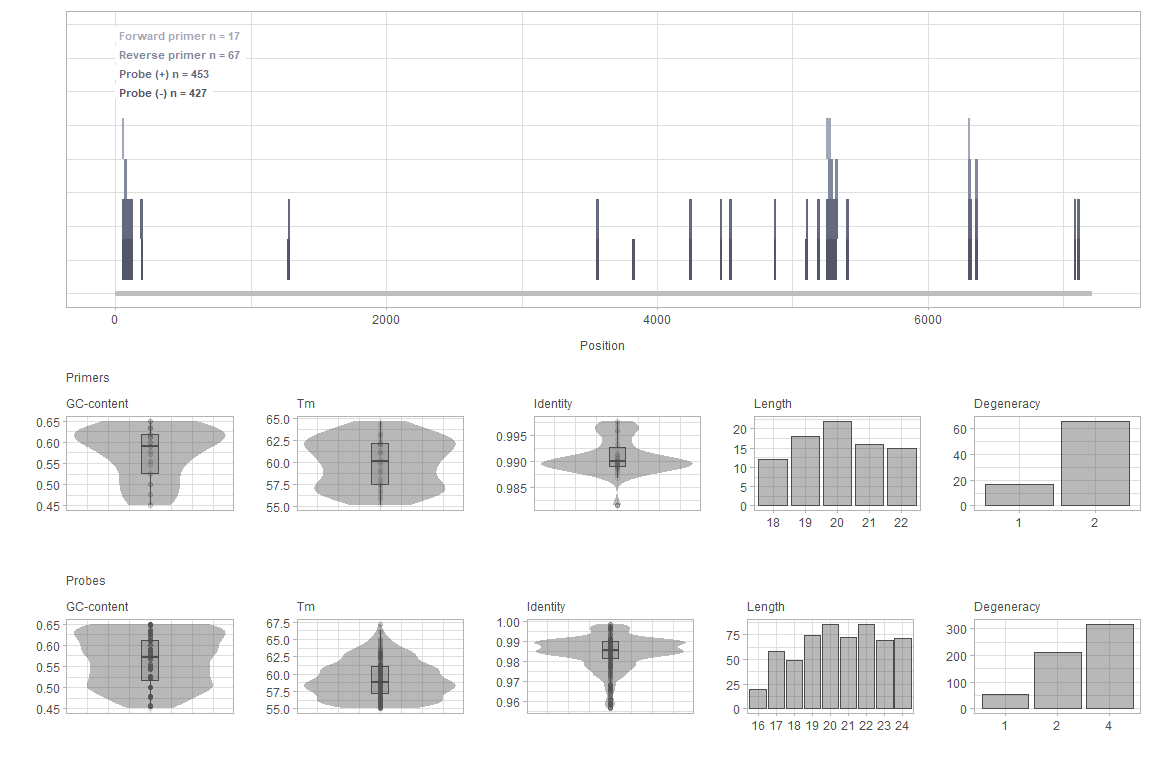 Forward primer n = 17
Reverse primer n = 67
Probe (+) n = 453
Probe (-) n = 427
0 2000 4000 6000
Position
Primers
GC-content Tm Identity Length Degeneracy
0.65 0.60 0.55 0.50 0.45
65.0 62.5 60.0 57.5 55.0
0.995 0.990 0.985
20 15 10 5 0
18 19 20 21 22
60 40 20 0
1 2
Probes
GC-content Tm Identity Length Degeneracy
0.65 0.60 0.55 0.50 0.45
67.5 65.0 62.5 60.0 57.5 55.0
1.00 0.99 0.98 0.97 0.96
75 50 25 0
16 17 18 19 20 21 22 23 24
300 200 100 0
1 2 4